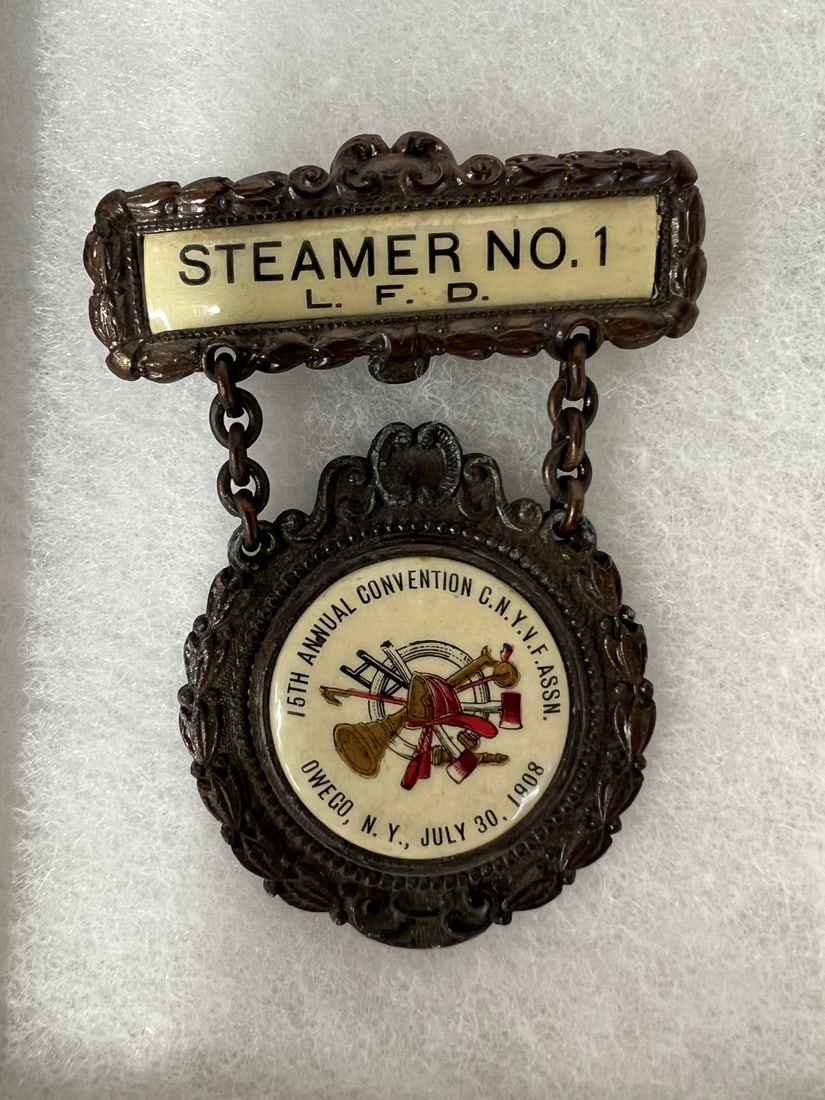 STEAMER NO. 1
L. F. D.
15TH ANNUAL CONVENTION C.N.Y.V.F. ASSN.
OWEGO, N. Y., JULY 30, 1908